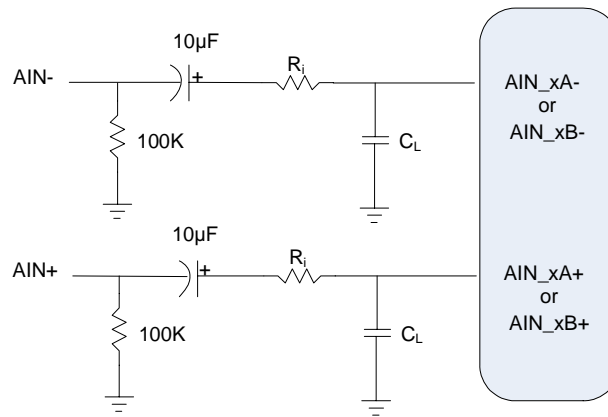 10µF
+
Ri
AIN-
100K
CL
AIN_xA-
or
AIN_xB-
10µF
+
Ri
AIN+
100K
CL
AIN_xA+
or
AIN_xB+